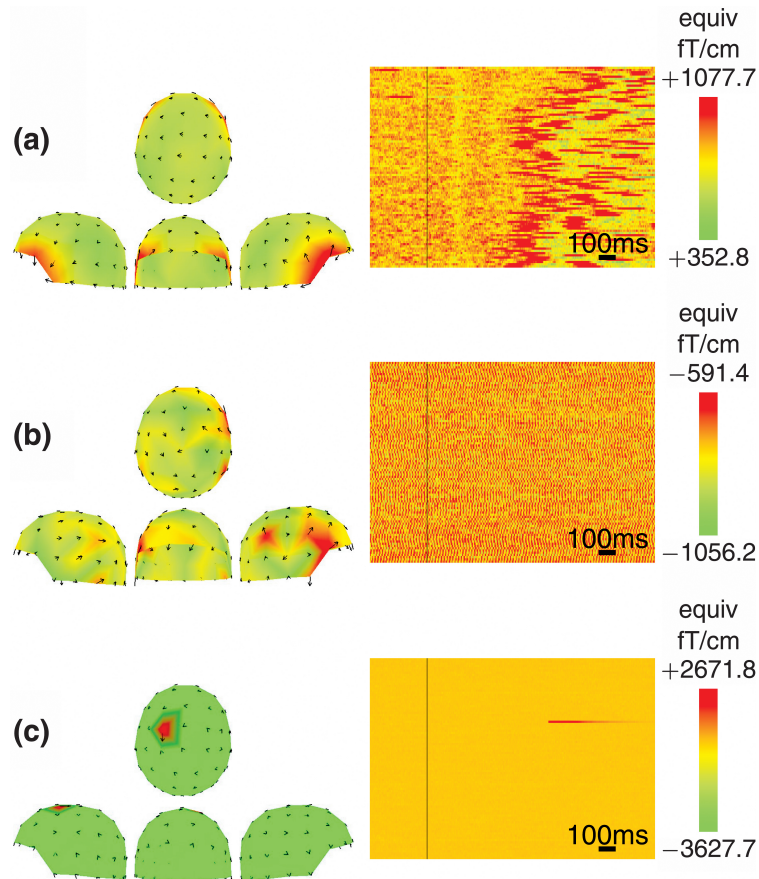 equiv
fT/cm
+1077.7
(a)
100ms
+352.8
equiv
fT/cm
−591.4
(b)
100ms
−1056.2
equiv
fT/cm
+2671.8
(c)
100ms
−3627.7